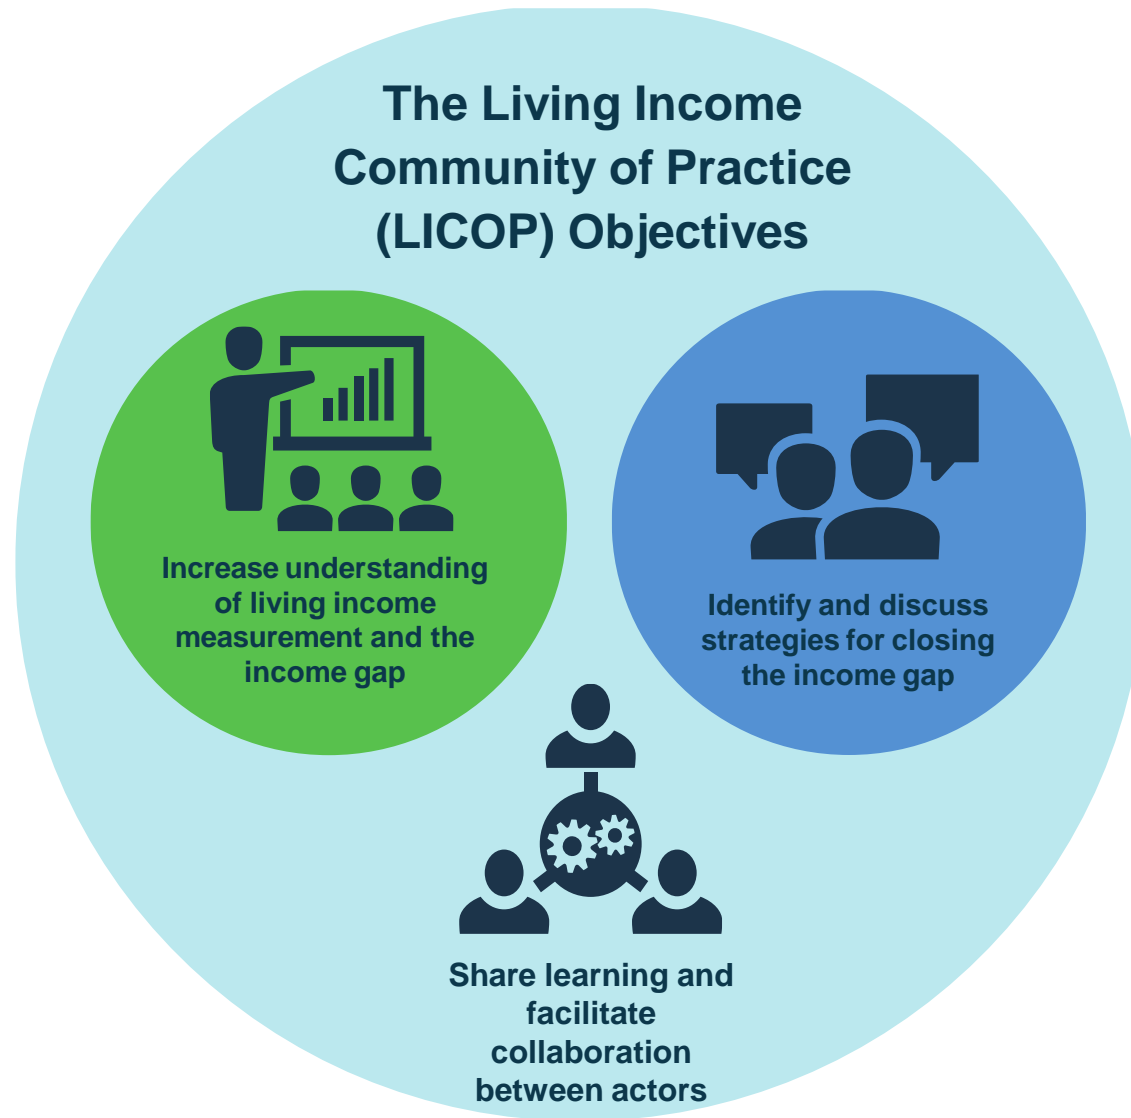 The Living Income
Community of Practice
(LICOP) Objectives
Increase understanding
of living income
measurement and the
income gap
Identify and discuss
strategies for closing
the income gap
Share learning and
facilitate
collaboration
between actors